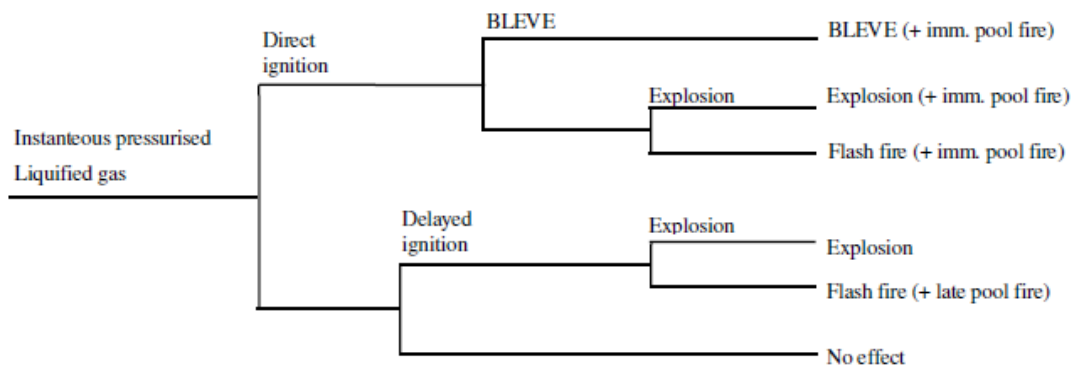 BLEVE
BLEVE (+ imm. pool fire)
Direct
ignition
Explosion
Explosion (+ imm. pool fire)
Instanteous pressurised
Liquified gas
Flash fire (+ imm. pool fire)
Delayed
ignition
Explosion
Explosion
Flash fire (+ late pool fire)
No effect